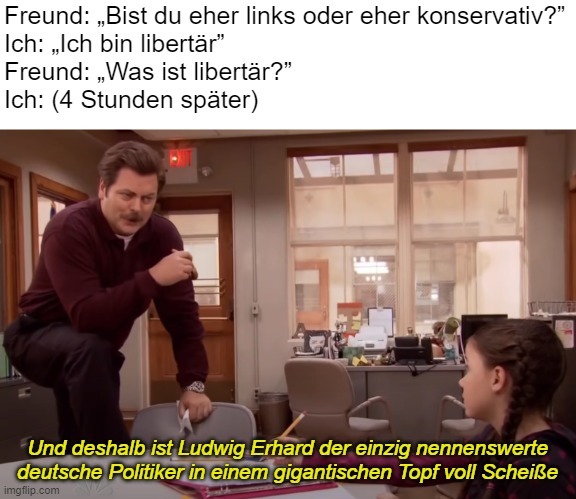 Freund: „Bist du eher links oder eher konservativ?”
Ich: „Ich bin libertär”
Freund: „Was ist libertär?”
Ich: (4 Stunden später)
Und deshalb ist Ludwig Erhard der einzig nennenswerte
deutsche Politiker in einem gigantischen Topf voll Scheiße
imgflip.com